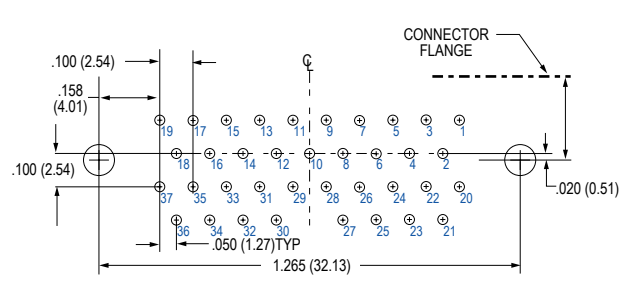 CONNECTOR
FLANGE
.100 (2.54)
℄
.158
(4.01)
19 17 15 13 11 9 7 5 3 1
18 16 14 12 10 8 6 4 2
.100 (2.54)
.020 (0.51)
37 35 33 31 29 28 26 24 22 20
36 34 32 30 27 25 23 21
.050 (1.27)TYP
1.265 (32.13)